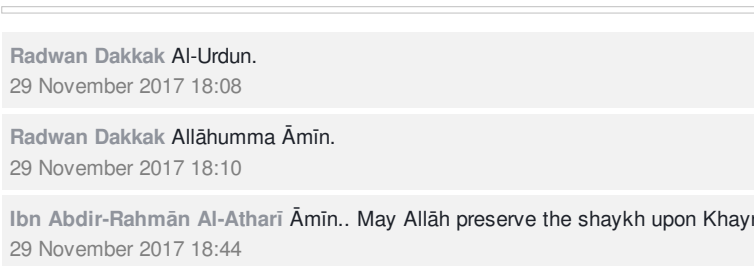 Radwan Dakkak Al-Urdun.
29 November 2017 18:08
Radwan Dakkak Allāhumma Āmīn.
29 November 2017 18:10
Ibn Abdir-Rahmān Al-Atharī Āmīn.. May Allāh preserve the shaykh upon
29 November 2017 18:44